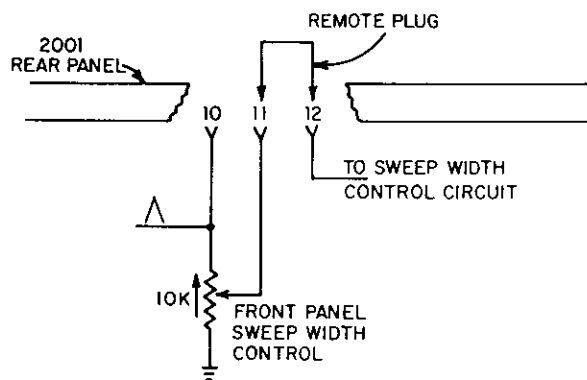 REMOTE PLUG
2001
REAR PANEL
10 11 12
TO SWEEP WIDTH
CONTROL CIRCUIT
10K
FRONT PANEL
SWEEP WIDTH
CONTROL